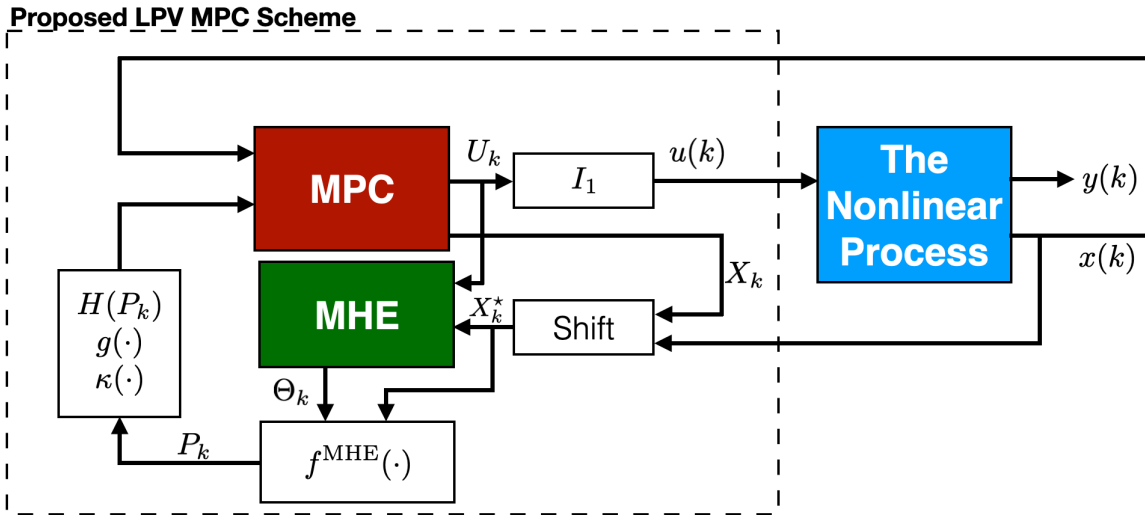 Proposed LPV MPC Scheme
MPC
U_k
I_1
u(k)
The
Nonlinear
Process
y(k)
x(k)
X_k
H(P_k)
g(·)
κ(·)
MHE
X_k^⋆
Shift
Θ_k
P_k
f^{MHE}(·)